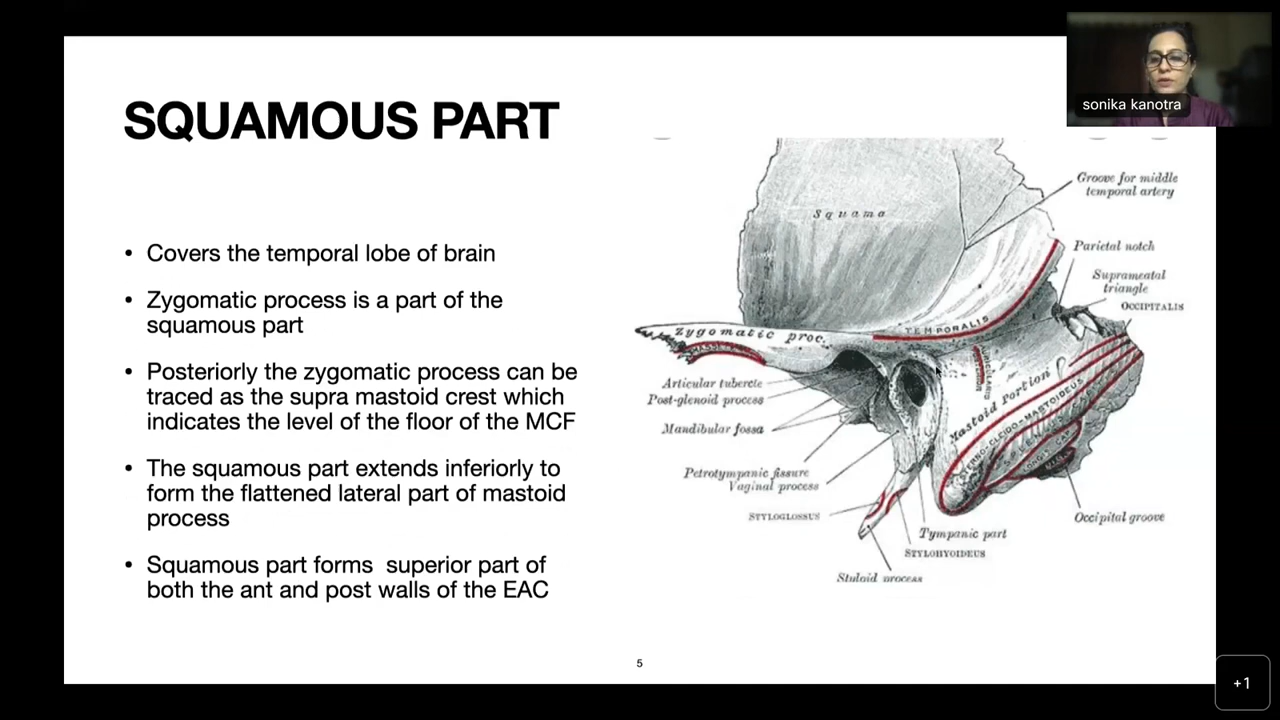 sonika kanotra
SQUAMOUS PART
• Covers the temporal lobe of brain
• Zygomatic process is a part of the
squamous part
• Posteriorly the zygomatic process can be
traced as the supra mastoid crest which
indicates the level of the floor of the MCF
• The squamous part extends inferiorly to
form the flattened lateral part of mastoid
process
• Squamous part forms  superior part of
both the ant and post walls of the EAC
Groove for middle
temporal artery
Squama
Parietal notch
Suprameatal
triangle
OCCIPITALIS
Zygomatic proc.
TEMPORALIS
Articular tubercle
Post-glenoid process
Mandibular fossa
Mastoid Portion
STERNO-CLEIDO-MASTOIDEUS
Petrotympanic fissure
Vaginal process
STYLOGLOSSUS
Tympanic part
STYLOHYOIDEUS
Styloid process
Occipital groove
5
+1